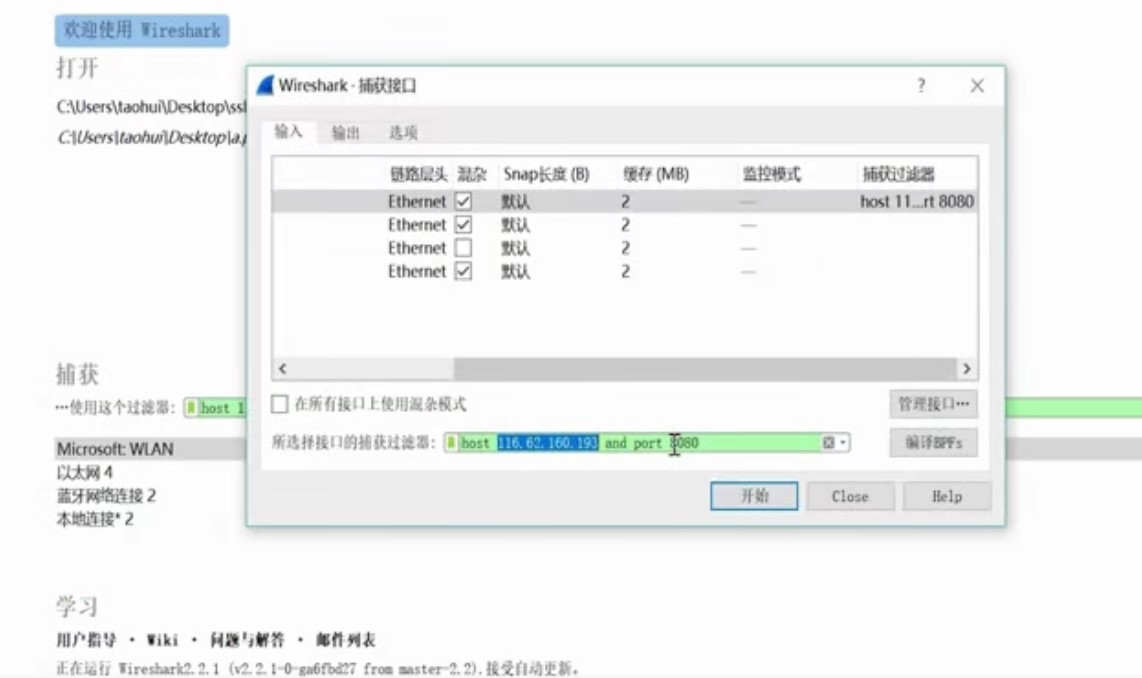 欢迎使用 Wireshark
打开
C:\Users\taohui\Desktop\ssl
C:\Users\taohui\Desktop\a.p
Wireshark - 捕获接口
? ×
输入 输出 选项
链路层头 混杂 Snap长度 (B) 缓存 (MB) 监控模式 捕获过滤器
Ethernet 默认 2 — host 11...rt 8080
Ethernet 默认 2 —
Ethernet 默认 2 —
Ethernet 默认 2 —
在所有接口上使用混杂模式 管理接口…
所选择接口的捕获过滤器: host 116.62.160.193 and port 8080 编译BPFs
开始 Close Help
捕获
…使用这个过滤器: host 1
Microsoft: WLAN
以太网 4
蓝牙网络连接 2
本地连接* 2
学习
用户指导 · Wiki · 问题与解答 · 邮件列表
正在运行 Wireshark2.2.1 (v2.2.1-0-ga6fbd27 from master-2.2).接受自动更新。